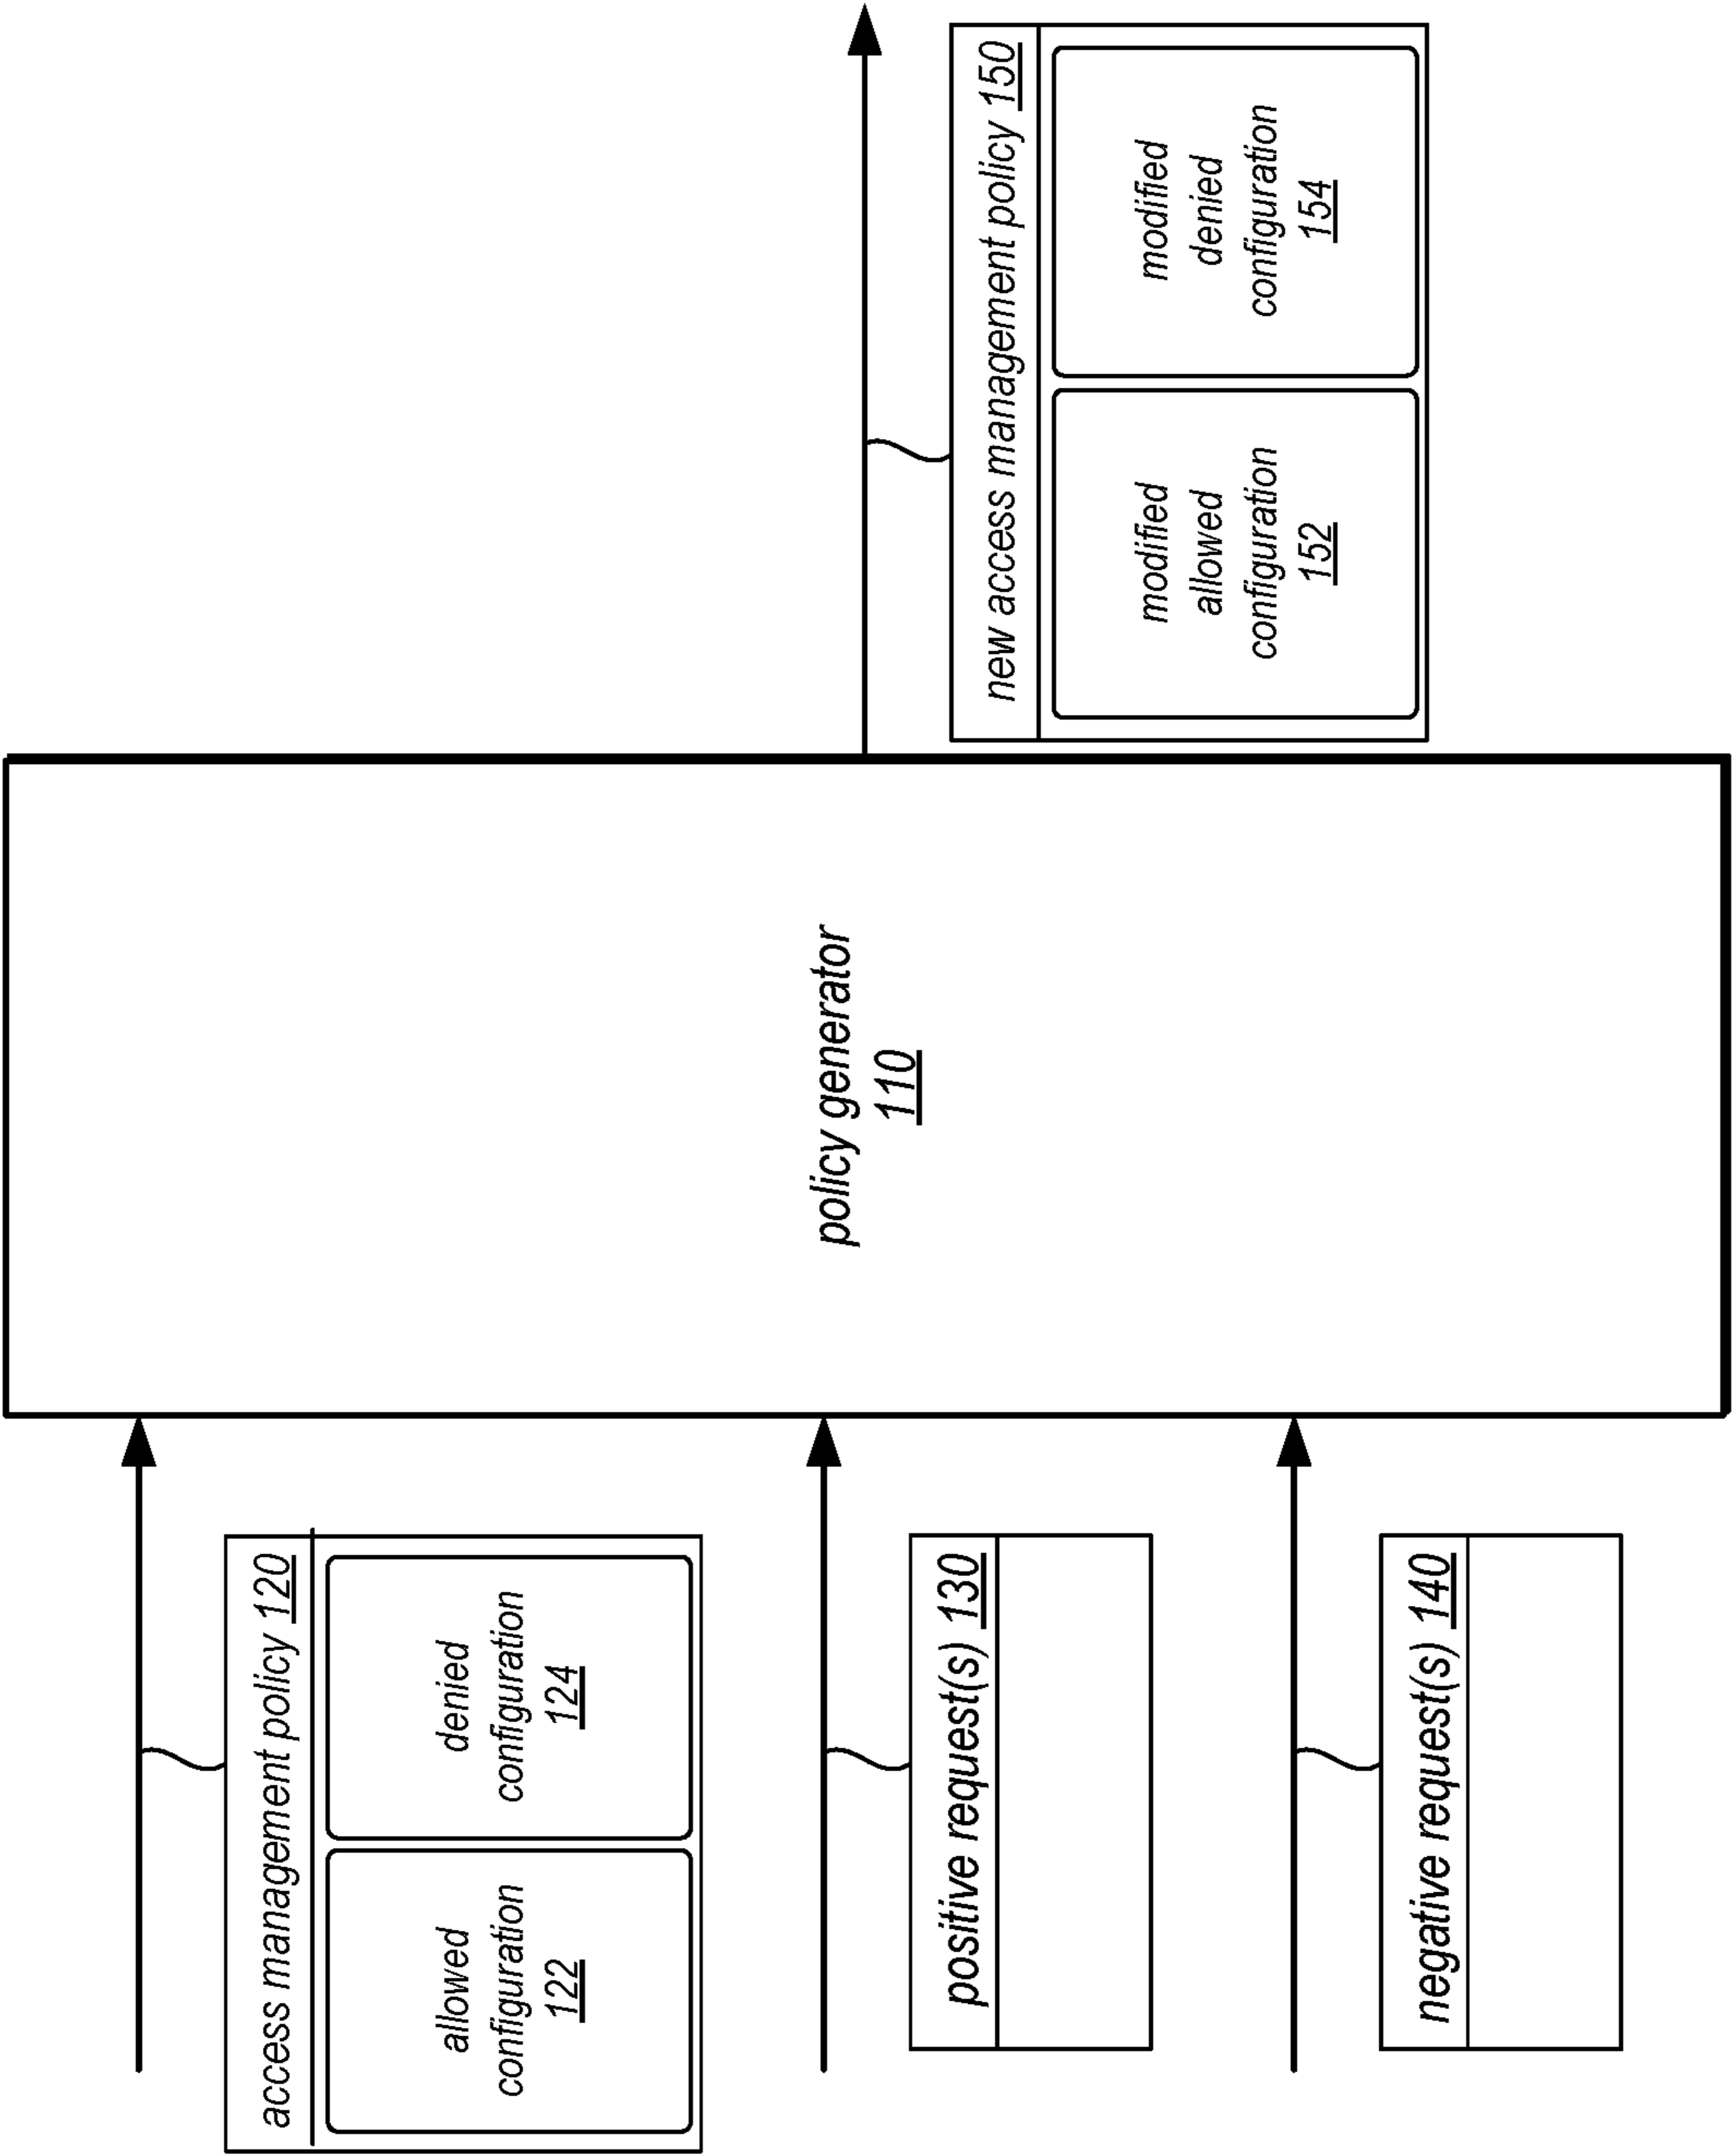 access management policy 120
allowed
configuration
122
denied
configuration
124
positive request(s) 130
negative request(s) 140
policy generator
110
new access management policy 150
modified
allowed
configuration
152
modified
denied
configuration
154